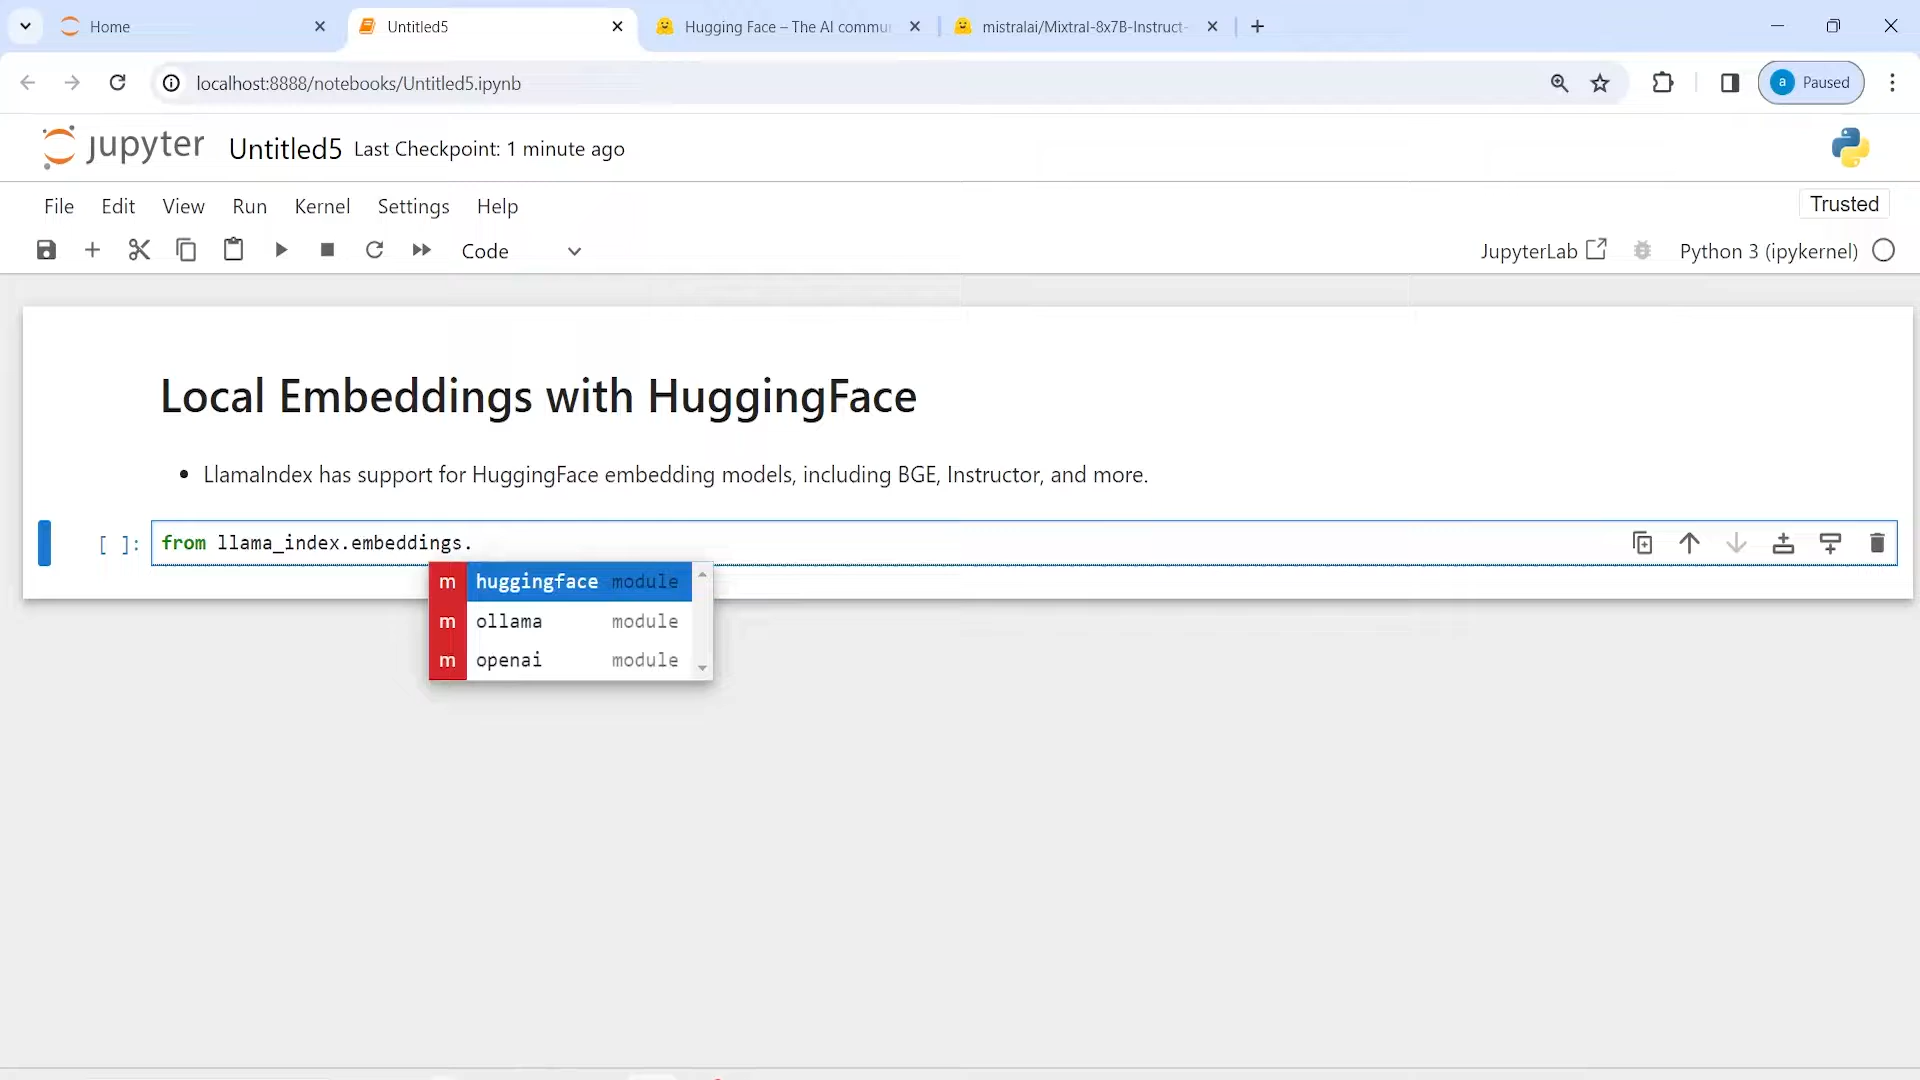 Home
Untitled5
Hugging Face – The AI commu
mistralai/Mixtral-8x7B-Instruct-
localhost:8888/notebooks/Untitled5.ipynb
a Paused
jupyter Untitled5 Last Checkpoint: 1 minute ago
File Edit View Run Kernel Settings Help
Trusted
Code
JupyterLab
Python 3 (ipykernel)
Local Embeddings with HuggingFace
• LlamaIndex has support for HuggingFace embedding models, including BGE, Instructor, and more.
[ ]: from llama_index.embeddings.
m huggingface module
m ollama module
m openai module